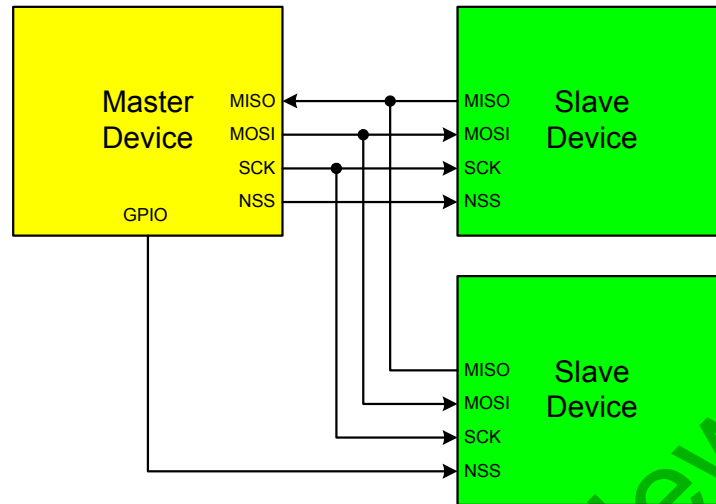 Master
Device
MISO
MOSI
SCK
NSS
GPIO
MISO
MOSI
SCK
NSS
Slave
Device
MISO
MOSI
SCK
NSS
Slave
Device